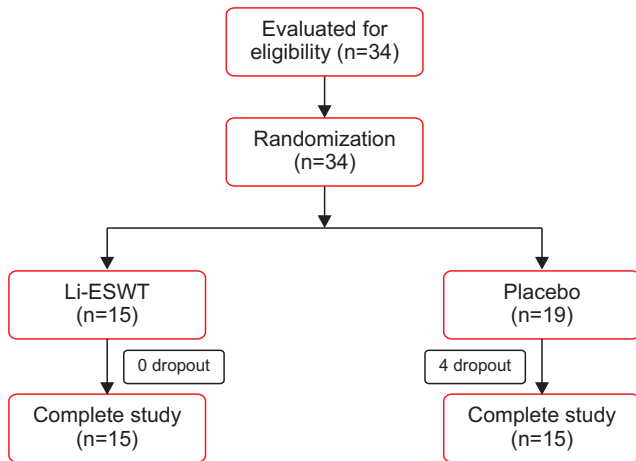 Evaluated for
eligibility (n=34)
Randomization
(n=34)
Li-ESWT
(n=15)
Placebo
(n=19)
0 dropout
4 dropout
Complete study
(n=15)
Complete study
(n=15)